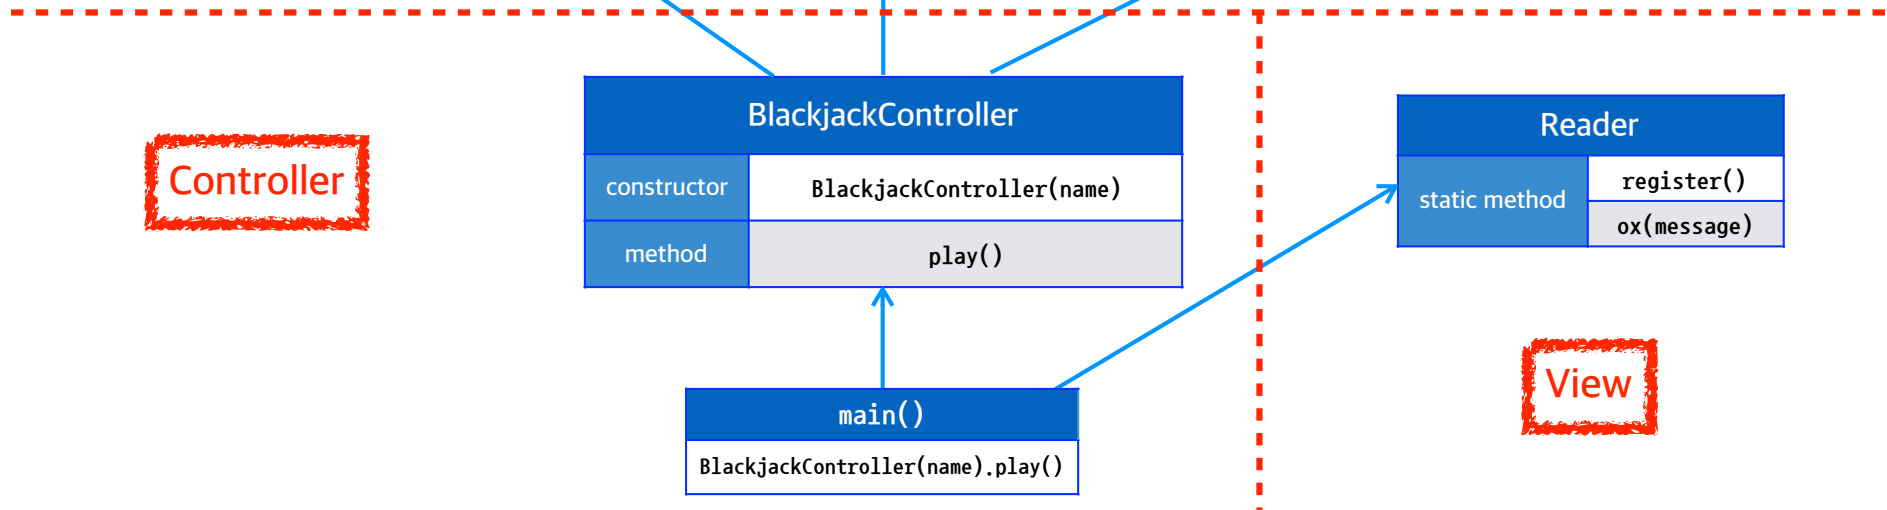 Controller
BlackjackController
constructor
BlackjackController(name)
method
play()
main()
BlackjackController(name).play()
Reader
static method
register()
ox(message)
View